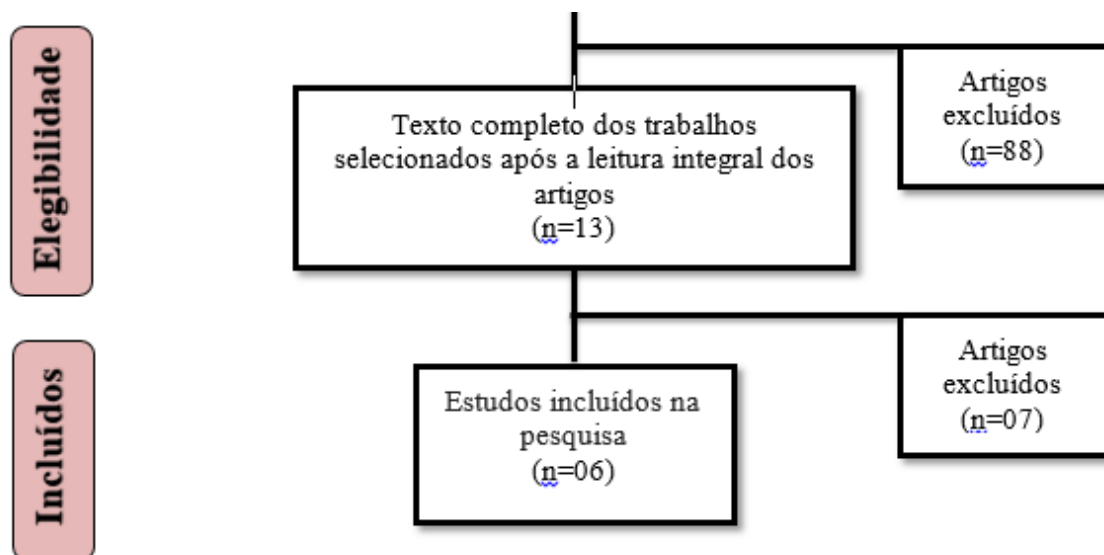 Elegibilidade
Artigos
excluídos
(n=88)
Texto completo dos trabalhos
selecionados após a leitura integral dos
artigos
(n=13)
Incluídos
Artigos
excluídos
(n=07)
Estudos incluídos na
pesquisa
(n=06)